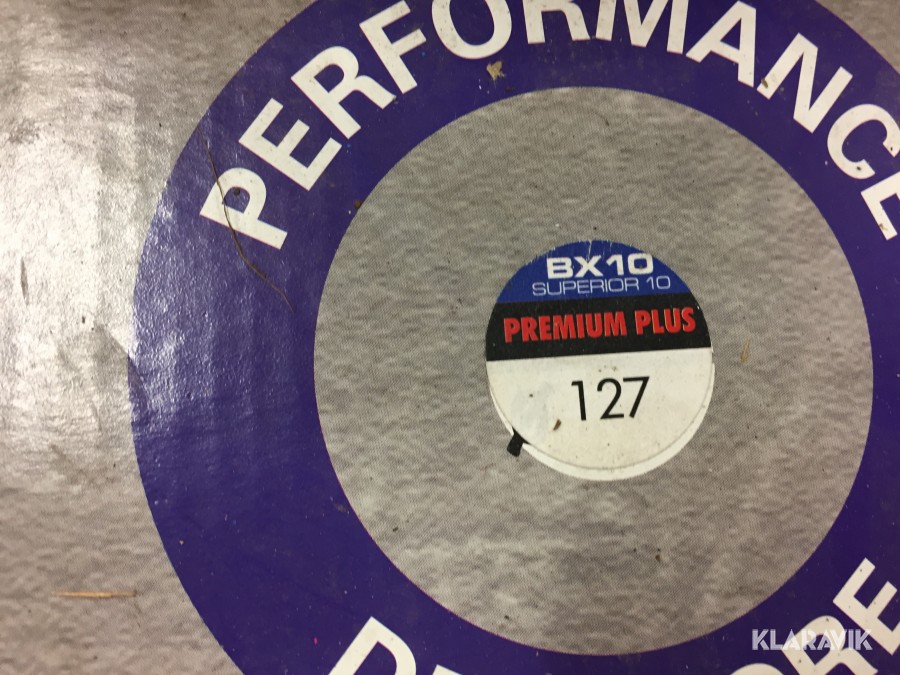 PERFORMANCE
BX10
SUPERIOR 10
PREMIUM PLUS
127
KLARAVIK